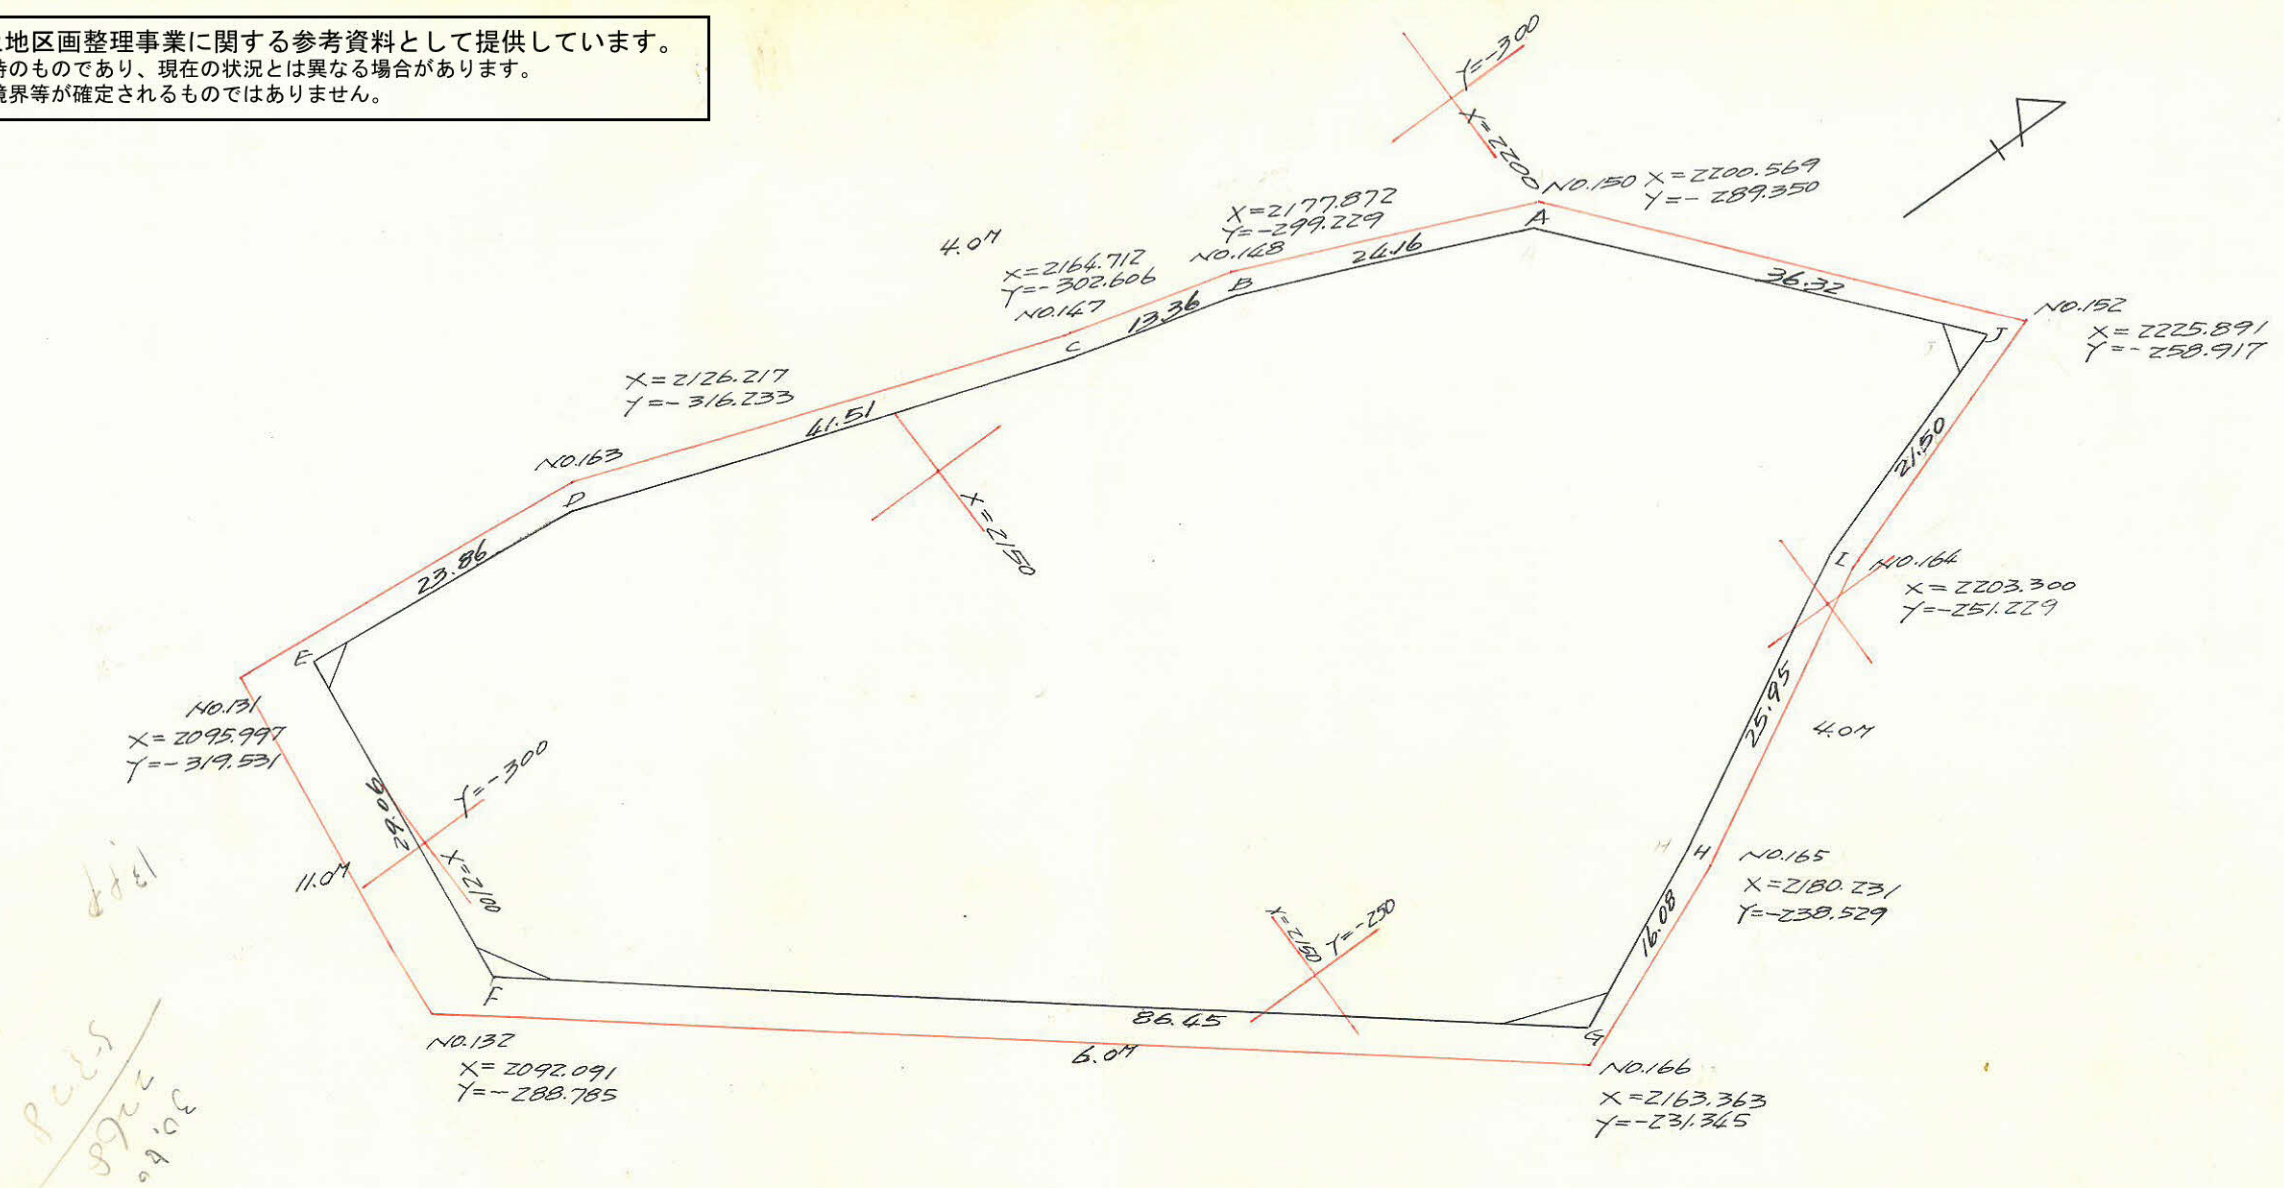 土地区画整理事業に関する参考資料として提供しています。
時のものであり、現在の状況とは異なる場合があります。
境界等が確定されるものではありません。
Y=-300
X=2200
NO.150 X=2200.569
Y=-289.350
A
X=2177.872
Y=-299.229
NO.148
B
24.16
36.32
4.0M
X=2164.712
Y=-302.606
NO.147
C
13.36
NO.152
X=2225.891
Y=-258.917
J
J
X=2126.217
Y=-316.233
41.51
NO.163
D
X=2150
21.50
23.86
I
NO.164
X=2203.300
Y=-251.229
E
NO.131
X=2095.997
Y=-319.531
25.95
4.0M
Y=-300
29.06
X=2100
11.0M
H
H
NO.165
X=2180.231
Y=-238.529
16.08
X=2150
Y=-250
F
86.45
6.0M
G
NO.132
X=2092.091
Y=-288.785
NO.166
X=2163.363
Y=-231.345